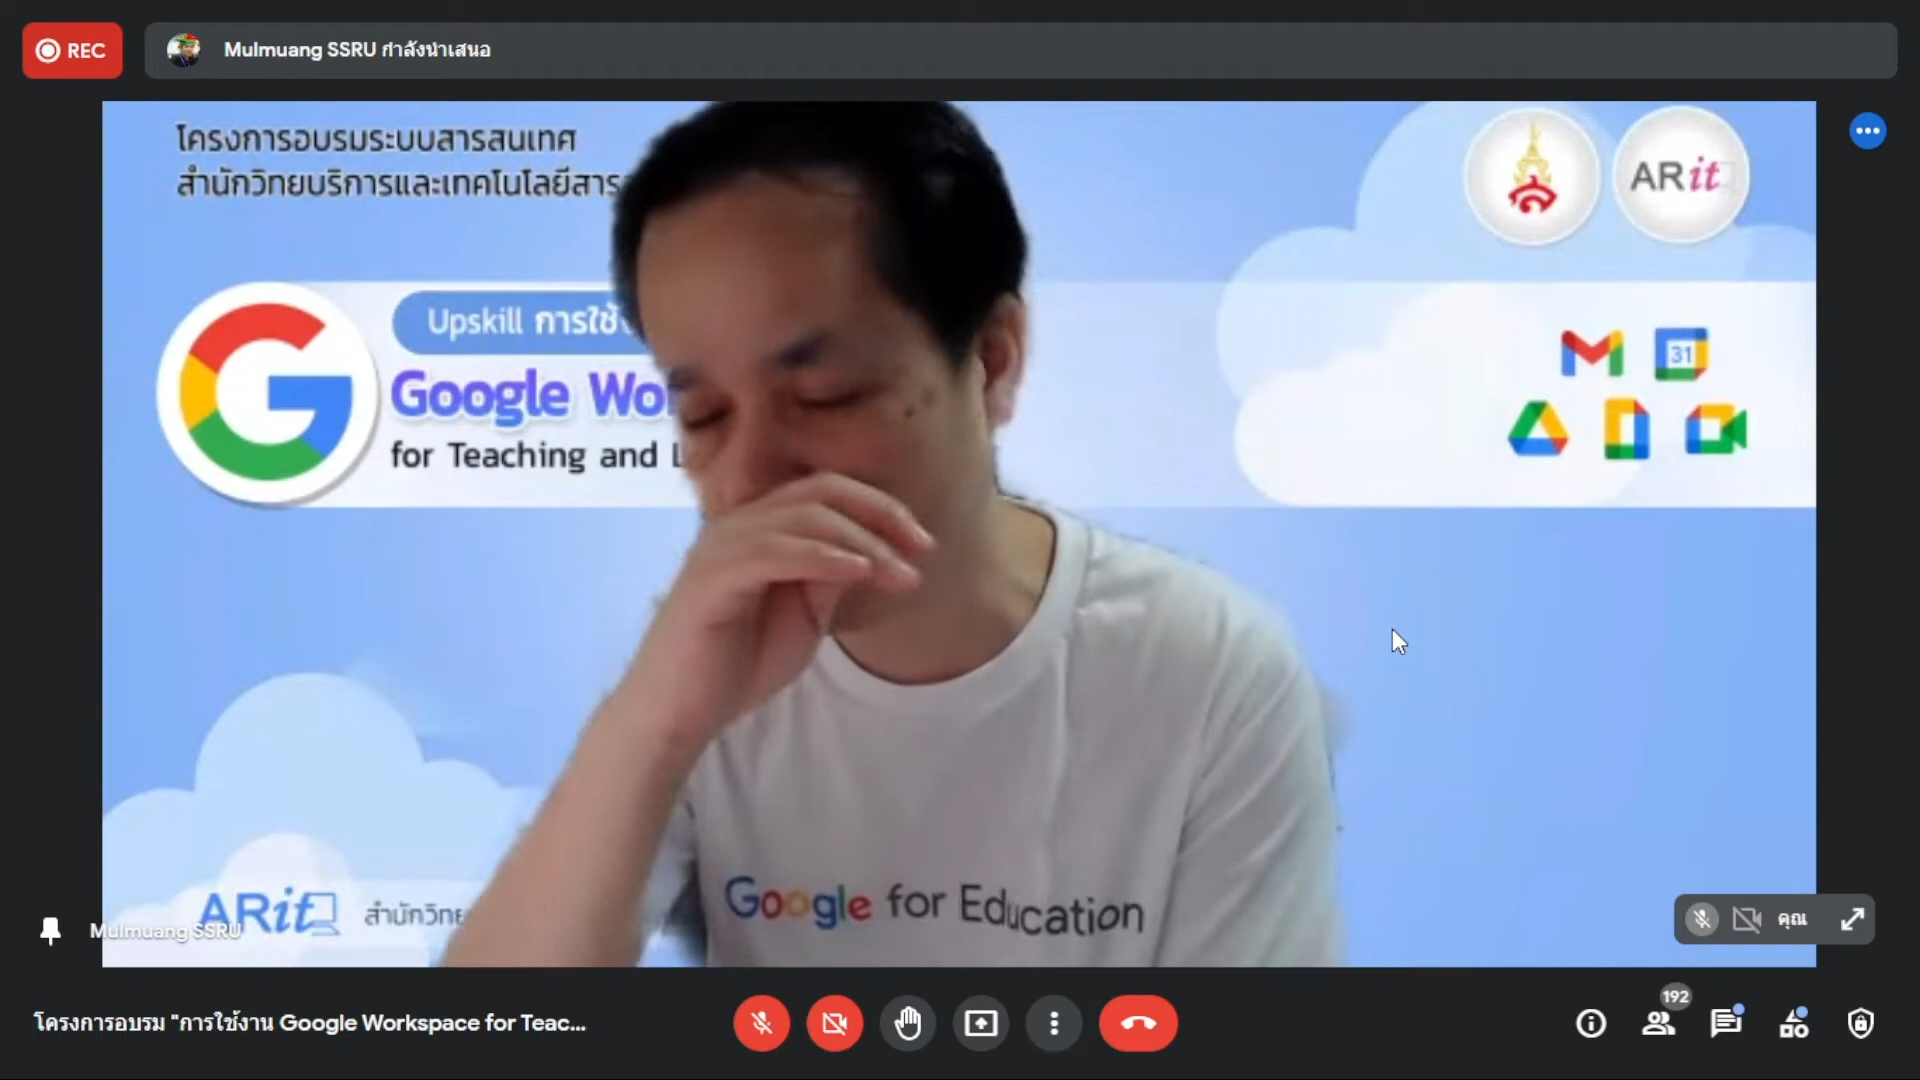 REC
Mulmuang SSRU กำลังนำเสนอ
โครงการอบรมระบบสารสนเทศ
สำนักวิทยบริการและเทคโนโลยีสาร
ARit
Upskill การใช้
Google Wor
for Teaching and L
31
ARit สำนักวิทย
Mulmuang SSRU
Google for Education
คุณ
โครงการอบรม "การใช้งาน Google Workspace for Teac...
192